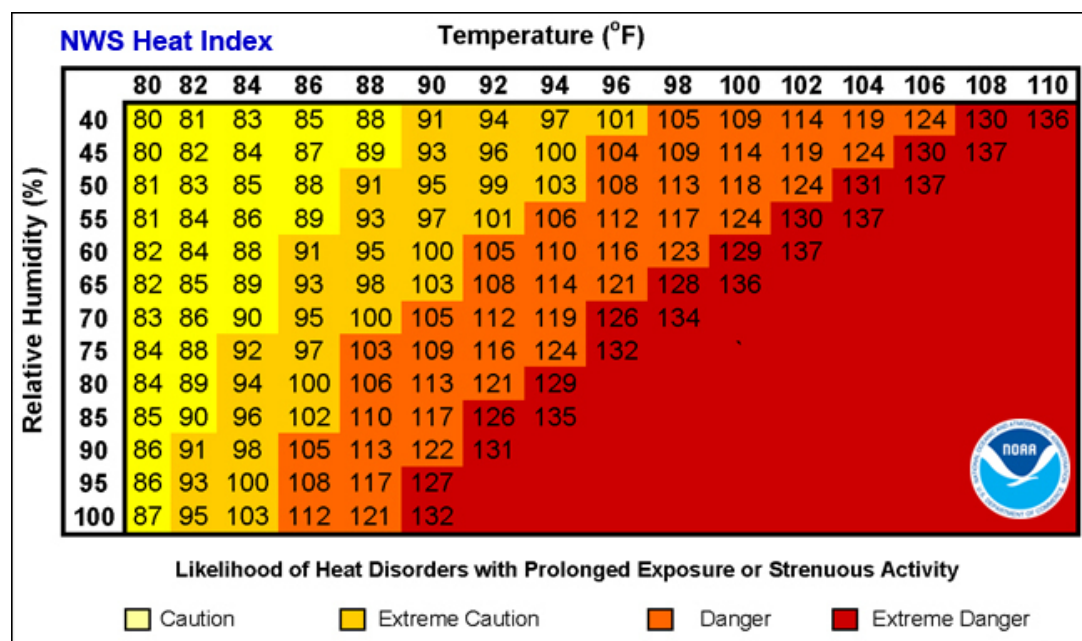 NWS Heat Index
Temperature (°F)
80 82 84 86 88 90 92 94 96 98 100 102 104 106 108 110
Relative Humidity (%)
40 80 81 83 85 88 91 94 97 101 105 109 114 119 124 130 136
45 80 82 84 87 89 93 96 100 104 109 114 119 124 130 137
50 81 83 85 88 91 95 99 103 108 113 118 124 131 137
55 81 84 86 89 93 97 101 106 112 117 124 130 137
60 82 84 88 91 95 100 105 110 116 123 129 137
65 82 85 89 93 98 103 108 114 121 128 136
70 83 86 90 95 100 105 112 119 126 134
75 84 88 92 97 103 109 116 124 132
80 84 89 94 100 106 113 121 129
85 85 90 96 102 110 117 126 135
90 86 91 98 105 113 122 131
95 86 93 100 108 117 127
100 87 95 103 112 121 132
NOAA
Likelihood of Heat Disorders with Prolonged Exposure or Strenuous Activity
Caution Extreme Caution Danger Extreme Danger